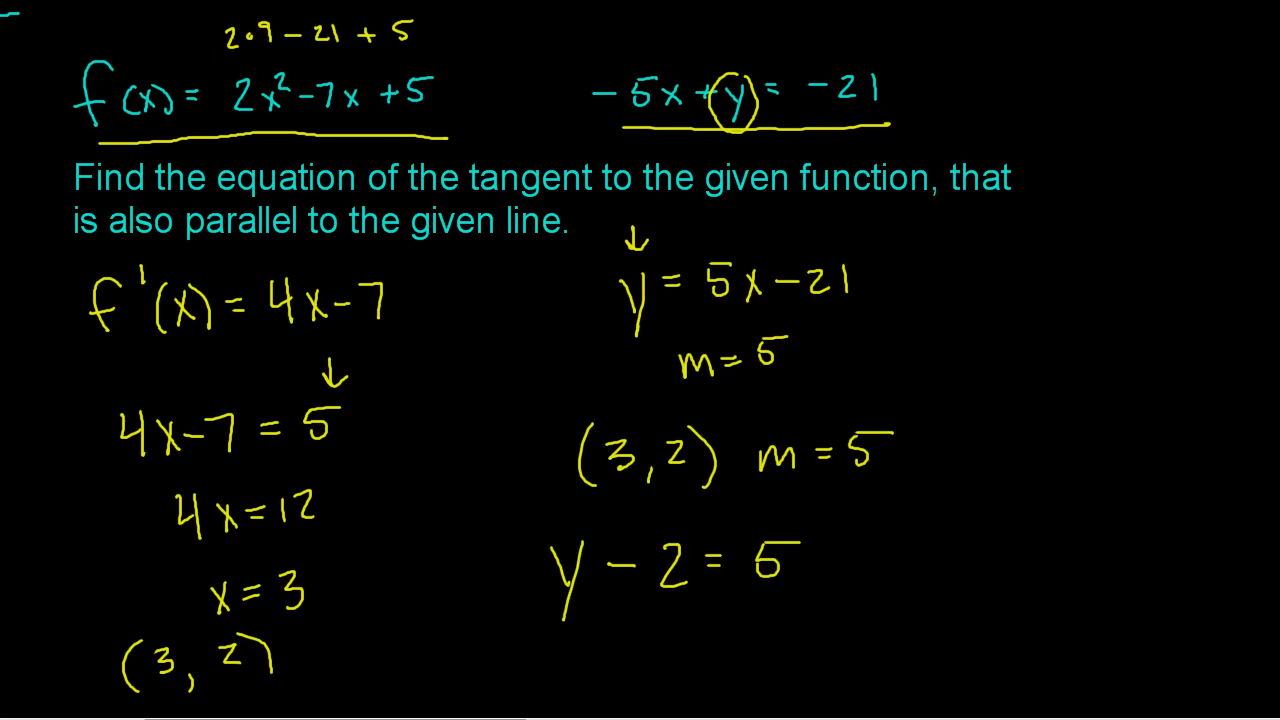 2•9 - 21 + 5
f(x) = 2x² - 7x + 5
-5x + y = -21
Find the equation of the tangent to the given function, that
is also parallel to the given line.
f'(x) = 4x - 7
↓
4x - 7 = 5
4x = 12
x = 3
(3, 2)
↓
y = 5x - 21
m = 5
(3, 2) m = 5
y - 2 = 5